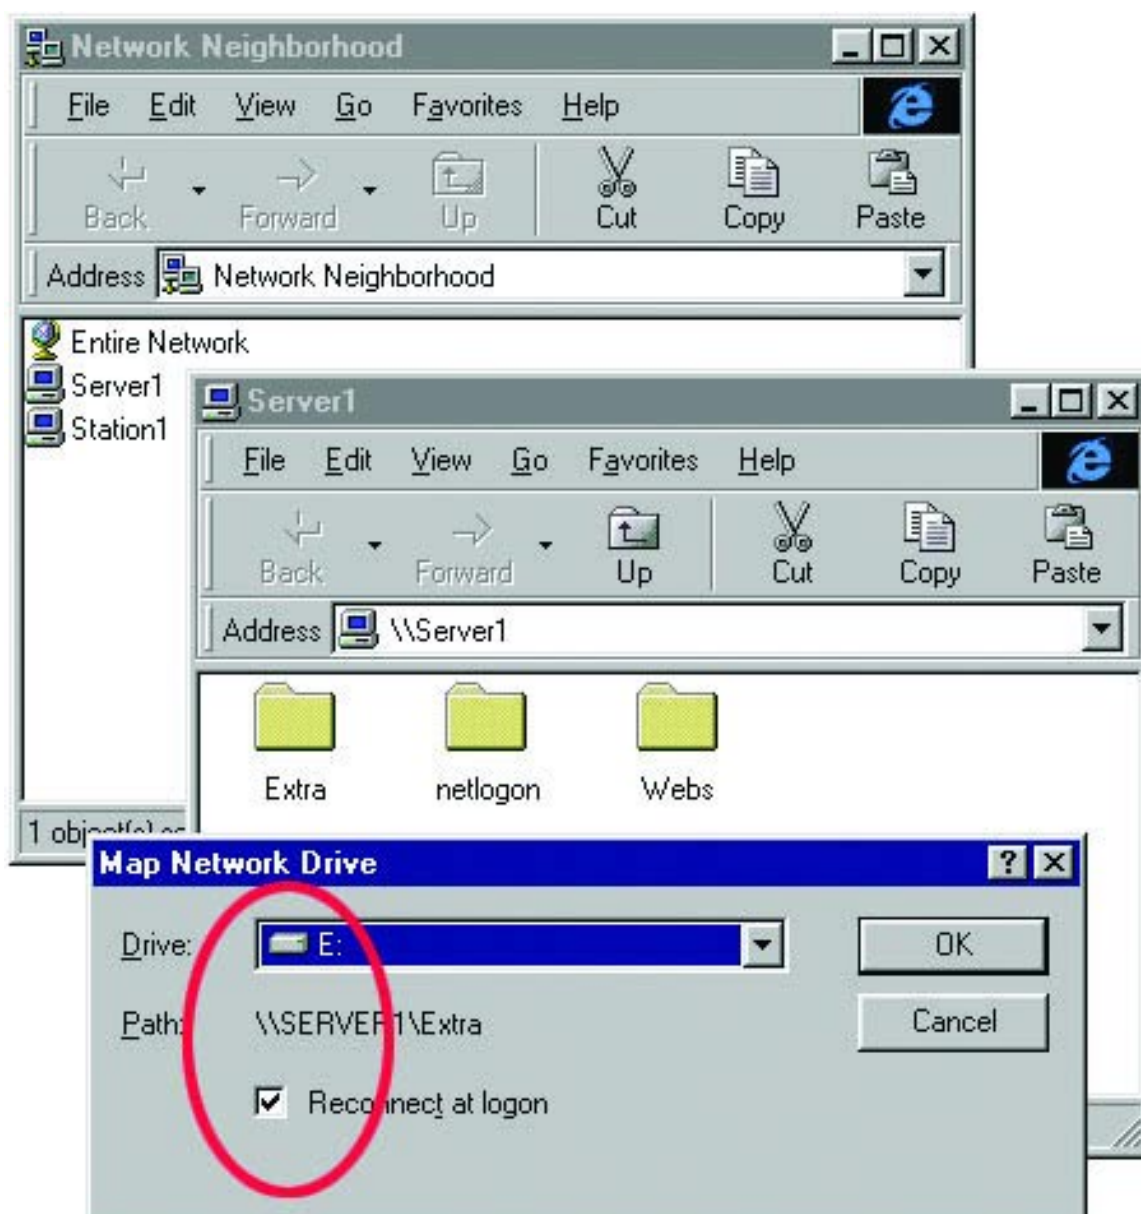 Network Neighborhood
File Edit View Go Favorites Help
Back Forward Up Cut Copy Paste
Address Network Neighborhood
Entire Network
Server1
Station1
1
Server1
File Edit View Go Favorites Help
Back Forward Up Cut Copy Paste
Address \\Server1
Extra netlogon Webs
Map Network Drive
Drive: E: OK
Path: \\SERVER1\Extra Cancel
Reconnect at logon